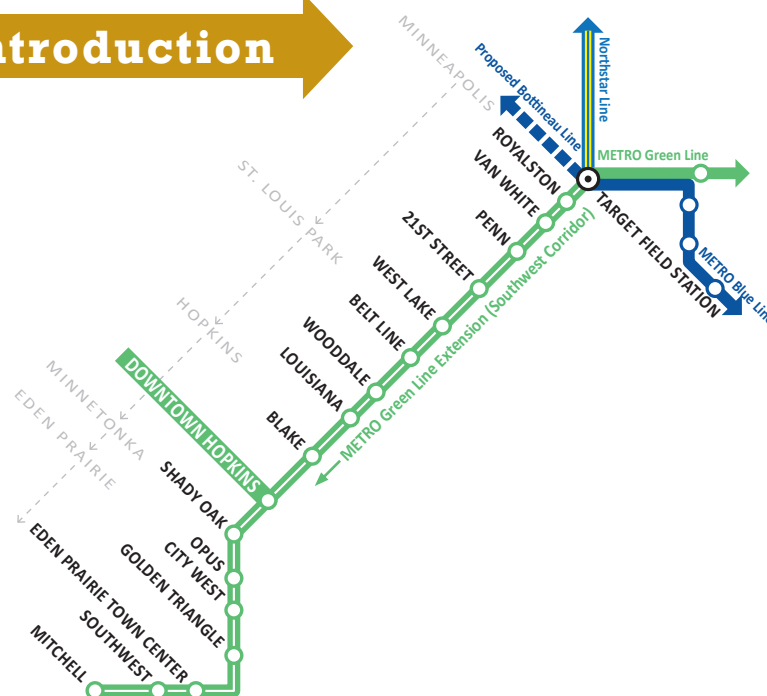 ntroduction
MINNEAPOLIS
ST. LOUIS PARK
HOPKINS
MINNETONKA
EDEN PRAIRIE
Northstar Line
Proposed Bottineau Line
METRO Green Line
METRO Blue Line
TARGET FIELD STATION
ROYALSTON
VAN WHITE
PENN
21ST STREET
WEST LAKE
BELT LINE
WOODDALE
LOUISIANA
BLAKE
METRO Green Line Extension (Southwest Corridor)
DOWNTOWN HOPKINS
SHADY OAK
OPUS
CITY WEST
GOLDEN TRIANGLE
EDEN PRAIRIE TOWN CENTER
SOUTHWEST
MITCHELL